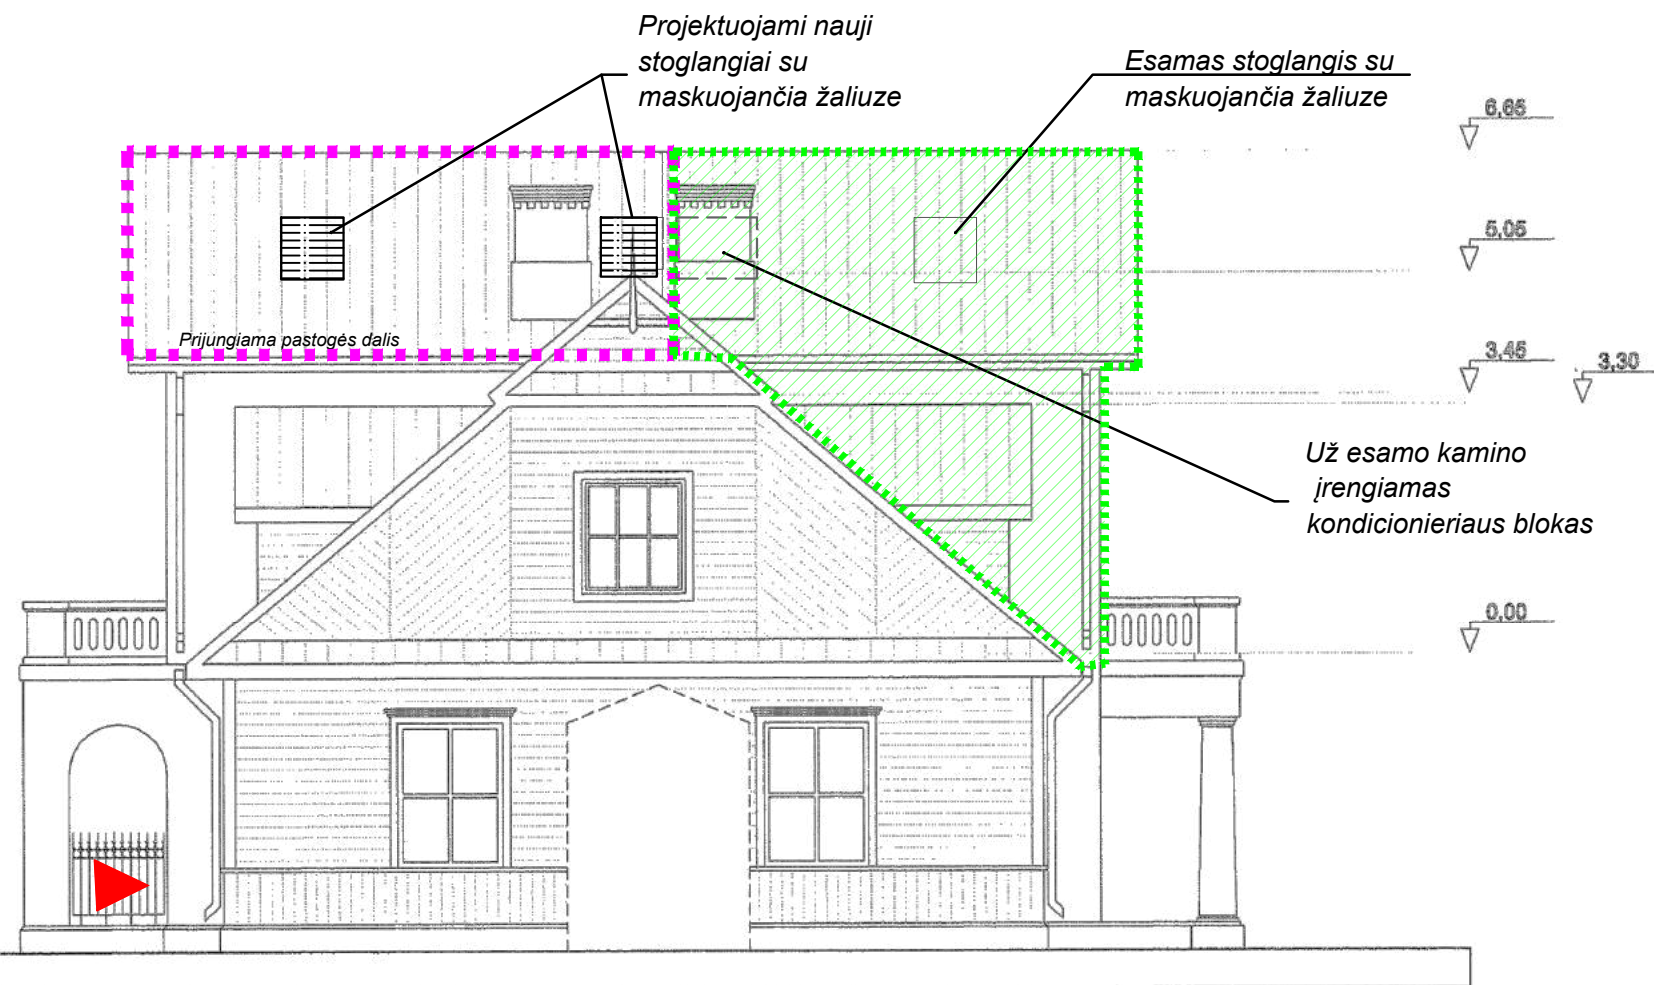 Projektuojami nauji
stoglangiai su
maskuojančia žaliuze
Esamas stoglangis su
maskuojančia žaliuze
6,65
5,05
3,45
3,30
Prijungiama pastogės dalis
Už esamo kamino
įrengiamas
kondicionieriaus blokas
0,00